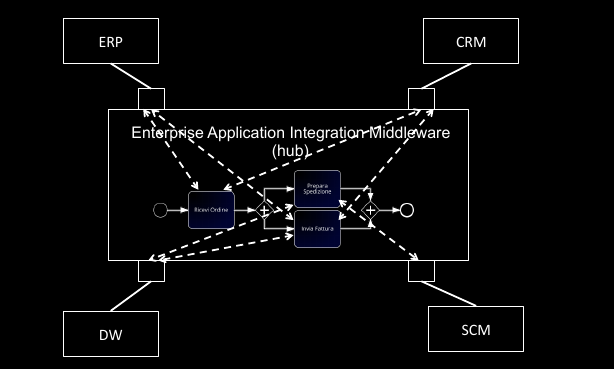 ERP
CRM
Enterprise Application Integration Middleware
(hub)
Prepara
Spedizione
Ricevi Ordine
Invia Fattura
DW
SCM